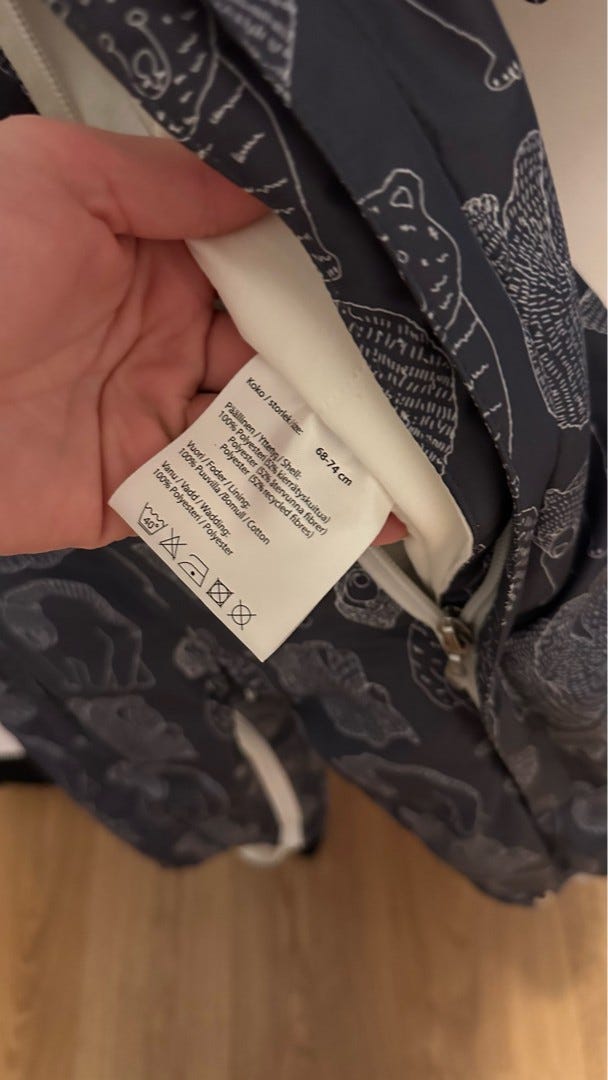 Koko / storlek size: 68-74 cm
Päällinen / Ytterg / Shell:
100% Polyesteri (52% kierrätyskuitua)
Polyester (52% återvunna fibrer)
Polyester (52% recycled fibres)
Vuori / Foder / Lining:
100% Puuvilla / Bomull / Cotton
Vanu / Vadd / Wadding:
100% Polyesteri / Polyester
40